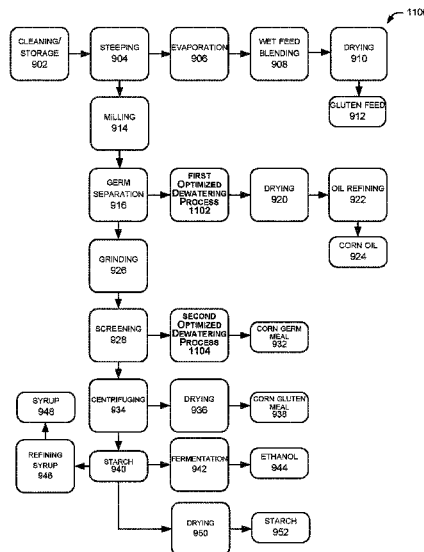 1100
CLEANING/
STORAGE
902
STEEPING
904
EVAPORATION
906
WET FEED
BLENDING
908
DRYING
910
GLUTEN FEED
912
MILLING
914
GERM
SEPARATION
916
FIRST
OPTIMIZED
DEWATERING
PROCESS
1102
DRYING
920
OIL REFINING
922
CORN OIL
924
GRINDING
926
SCREENING
928
SECOND
OPTIMIZED
DEWATERING
PROCESS
1104
CORN GERM
MEAL
932
CENTRIFUGING
934
DRYING
936
CORN GLUTEN
MEAL
938
SYRUP
948
REFINING
SYRUP
946
STARCH
940
FERMENTATION
942
ETHANOL
944
DRYING
950
STARCH
952